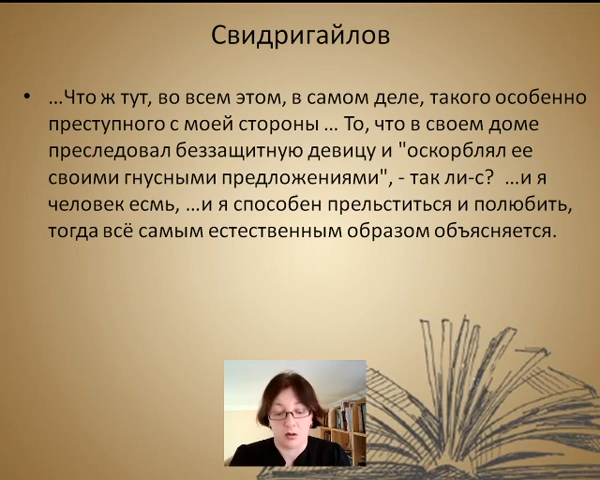 Свидригайлов
• …Что ж тут, во всем этом, в самом деле, такого особенно
преступного с моей стороны … То, что в своем доме
преследовал беззащитную девицу и "оскорблял ее
своими гнусными предложениями", - так ли-с?  …и я
человек есмь, …и я способен прельститься и полюбить,
тогда всё самым естественным образом объясняется.